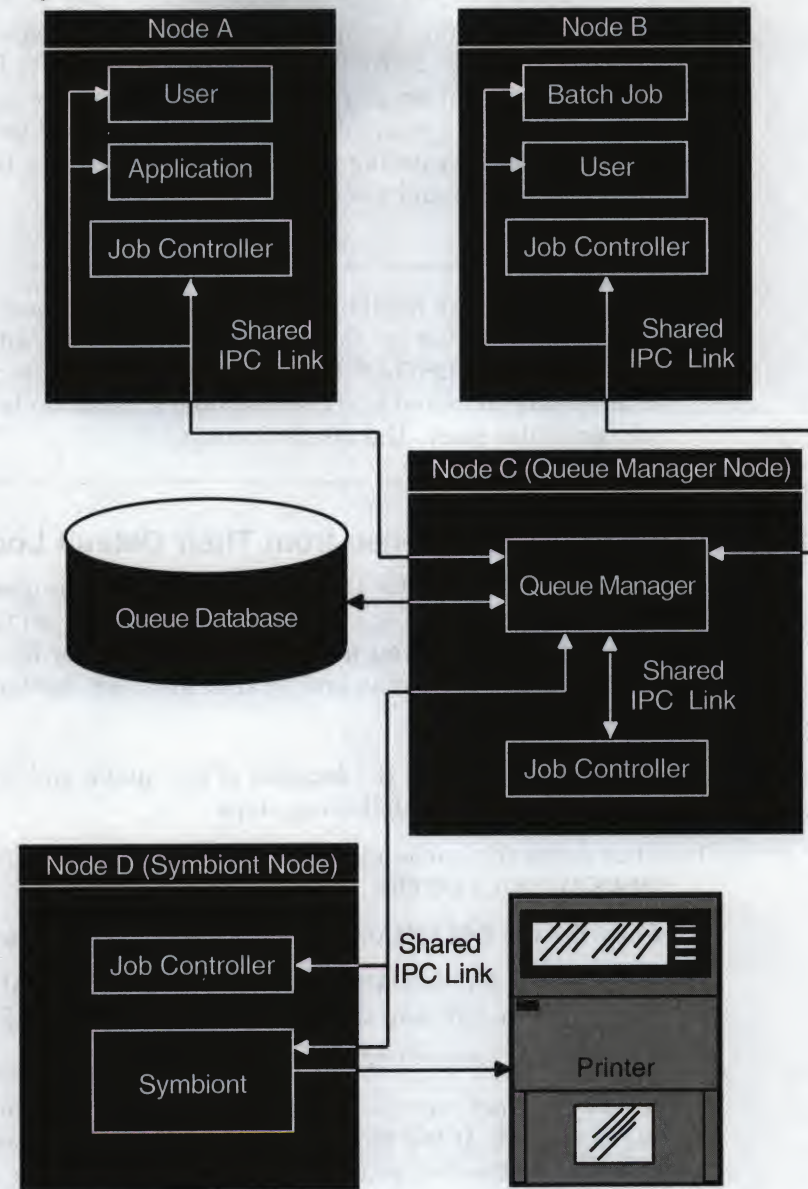 Node A
User
Application
Job Controller
Shared
IPC Link
Node B
Batch Job
User
Job Controller
Shared
IPC Link
Node C (Queue Manager Node)
Queue Manager
Shared
IPC Link
Job Controller
Queue Database
Node D (Symbiont Node)
Job Controller
Symbiont
Shared
IPC Link
Printer